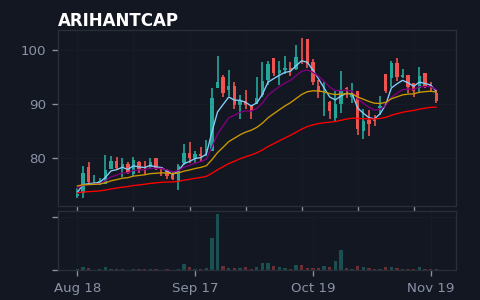 ARIHANTCAP
100
90
80
Aug 18
Sep 17
Oct 19
Nov 19